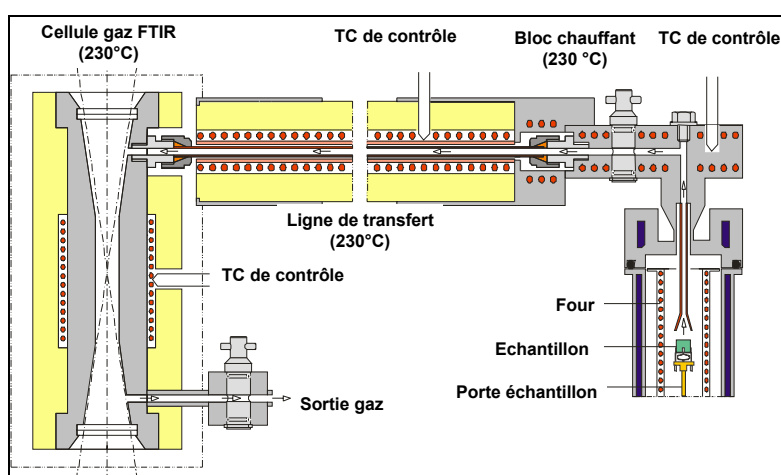 Cellule gaz FTIR
(230°C)
TC de contrôle
Bloc chauffant
(230 °C)
TC de contrôle
Ligne de transfert
(230°C)
TC de contrôle
Four
Echantillon
Porte échantillon
Sortie gaz